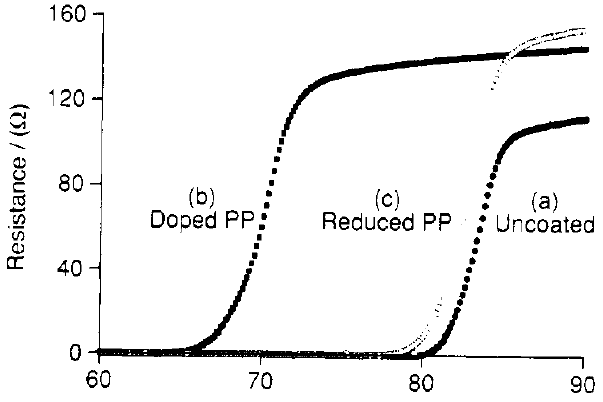 160
120
80
40
0
Resistance / (Ω)
(b)
Doped PP
(c)
Reduced PP
(a)
Uncoated
60
70
80
90